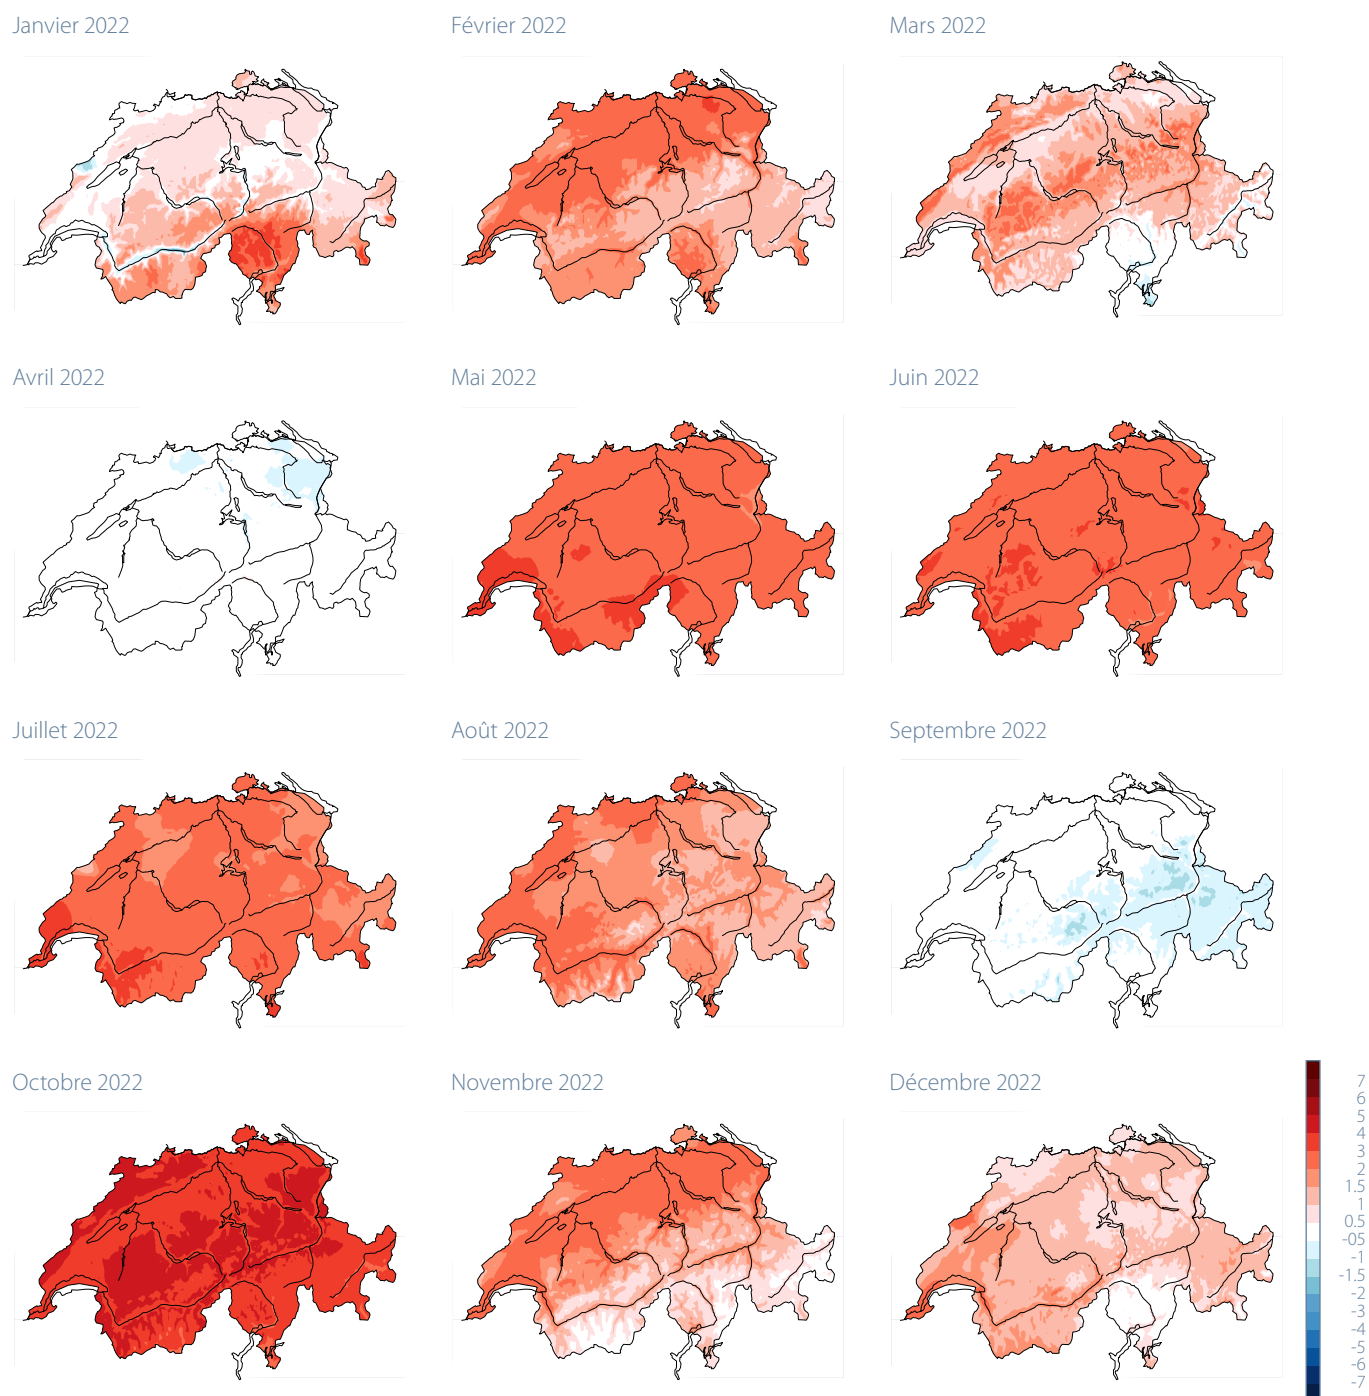 Janvier 2022
Février 2022
Mars 2022
Avril 2022
Mai 2022
Juin 2022
Juillet 2022
Août 2022
Septembre 2022
Octobre 2022
Novembre 2022
Décembre 2022
7
6
5
4
3
2
1.5
1
0.5
-05
-1
-1.5
-2
-3
-4
-5
-6
-7